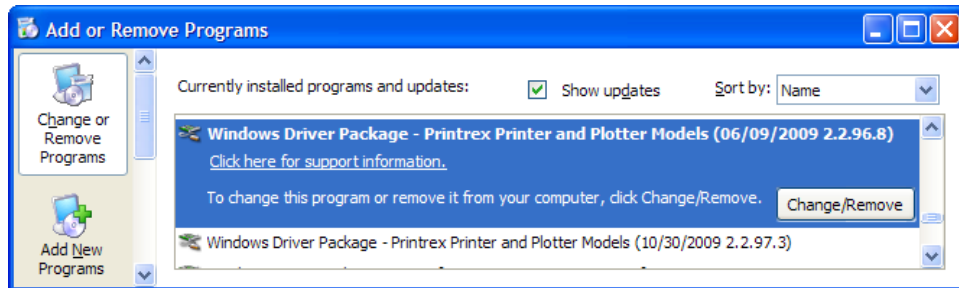 Add or Remove Programs
Change or
Remove
Programs
Add New
Programs
Currently installed programs and updates:
Show updates
Sort by:
Name
Windows Driver Package - Printrex Printer and Plotter Models (06/09/2009 2.2.96.8)
Click here for support information.
To change this program or remove it from your computer, click Change/Remove.
Change/Remove
Windows Driver Package - Printrex Printer and Plotter Models (10/30/2009 2.2.97.3)